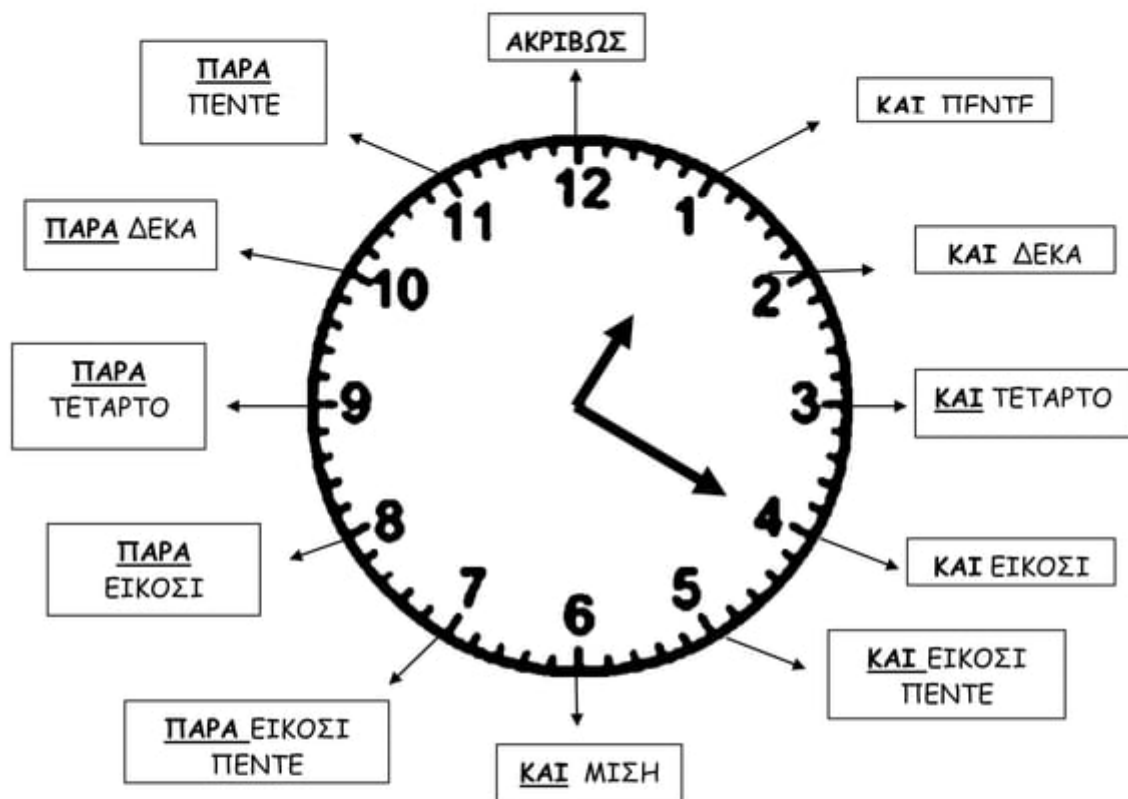 ΑΚΡΙΒΩΣ
ΚΑΙ ΠΕΝΤΕ
ΚΑΙ ΔΕΚΑ
ΚΑΙ ΤΕΤΑΡΤΟ
ΚΑΙ ΕΙΚΟΣΙ
ΚΑΙ ΕΙΚΟΣΙ
ΠΕΝΤΕ
ΚΑΙ ΜΙΣΗ
ΠΑΡΑ ΕΙΚΟΣΙ
ΠΕΝΤΕ
ΠΑΡΑ
ΕΙΚΟΣΙ
ΠΑΡΑ
ΤΕΤΑΡΤΟ
ΠΑΡΑ ΔΕΚΑ
ΠΑΡΑ
ΠΕΝΤΕ
12
1
2
3
4
5
6
7
8
9
10
11